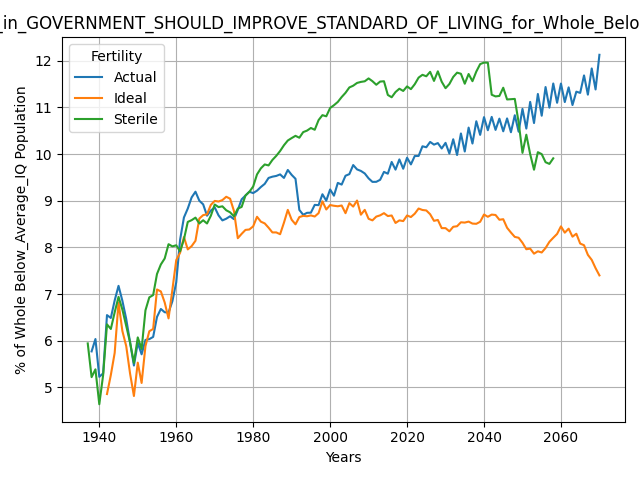 _in_GOVERNMENT_SHOULD_IMPROVE_STANDARD_OF_LIVING_for_Whole_Belo
Fertility
Actual
Ideal
Sterile
% of Whole Below_Average_IQ Population
12
11
10
9
8
7
6
5
1940
1960
1980
2000
2020
2040
2060
Years